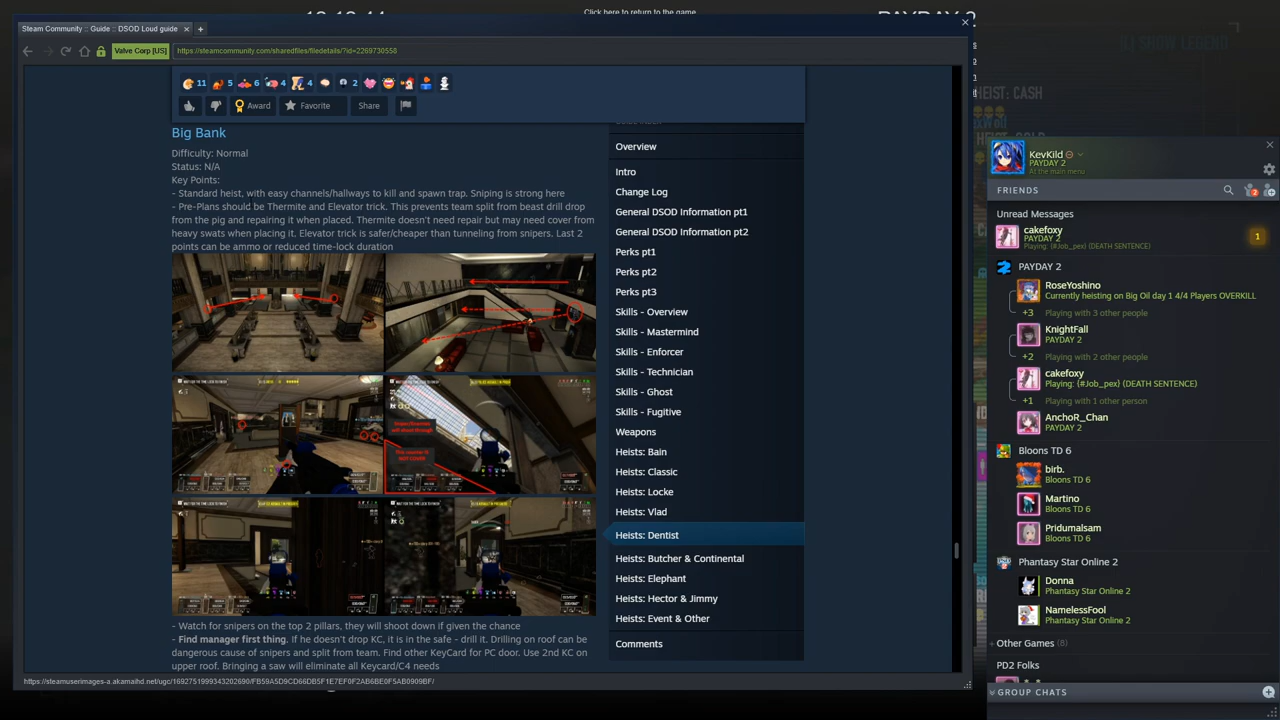 Click here to return to the game
PAYDAY 2
Steam Community :: Guide :: DSOD Loud guide
Valve Corp [US]
https://steamcommunity.com/sharedfiles/filedetails/?id=2269730558
11
5
6
4
4
2
Award
Favorite
Share
Big Bank
Difficulty: Normal
Status: N/A
Key Points:
- Standard heist, with easy channels/hallways to kill and spawn trap. Sniping is strong here
- Pre-Plans should be Thermite and Elevator trick. This prevents team split from beast drill drop
from the pig and repairing it when placed. Thermite doesn't need repair but may need cover from
heavy swats when placing it. Elevator trick is safer/cheaper than tunneling from snipers. Last 2
points can be ammo or reduced time-lock duration
- Watch for snipers on the top 2 pillars, they will shoot down if given the chance
- Find manager first thing. If he doesn't drop KC, it is in the safe - drill it. Drilling on roof can be
dangerous cause of snipers and split from team. Find other KeyCard for PC door. Use 2nd KC on
upper roof. Bringing a saw will eliminate all Keycard/C4 needs
https://steamuserimages-a.akamaihd.net/ugc/1692751999343202690/FB59A5D9CD66DB5F1E7EF0F2AB6BE0F5AB0909BF/
Overview
Intro
Change Log
General DSOD Information pt1
General DSOD Information pt2
Perks pt1
Perks pt2
Perks pt3
Skills - Overview
Skills - Mastermind
Skills - Enforcer
Skills - Technician
Skills - Ghost
Skills - Fugitive
Weapons
Heists: Bain
Heists: Classic
Heists: Locke
Heists: Vlad
Heists: Dentist
Heists: Butcher & Continental
Heists: Elephant
Heists: Hector & Jimmy
Heists: Event & Other
Comments
SHOW LEGEND
HEIST: CASH
KevKild
PAYDAY 2
At the main menu
FRIENDS
2
Unread Messages
cakefoxy
PAYDAY 2
Playing: {#Job_pex} (DEATH SENTENCE)
1
PAYDAY 2
RoseYoshino
Currently heisting on Big Oil day 1 4/4 Players OVERKILL
+3 Playing with 3 other people
KnightFall
PAYDAY 2
+2 Playing with 2 other people
cakefoxy
Playing: {#Job_pex} (DEATH SENTENCE)
+1 Playing with 1 other person
AnchoR_Chan
PAYDAY 2
Bloons TD 6
birb.
Bloons TD 6
Martino
Bloons TD 6
Pridumalsam
Bloons TD 6
Phantasy Star Online 2
Donna
Phantasy Star Online 2
NamelessFool
Phantasy Star Online 2
Other Games (8)
PD2 Folks
GROUP CHATS